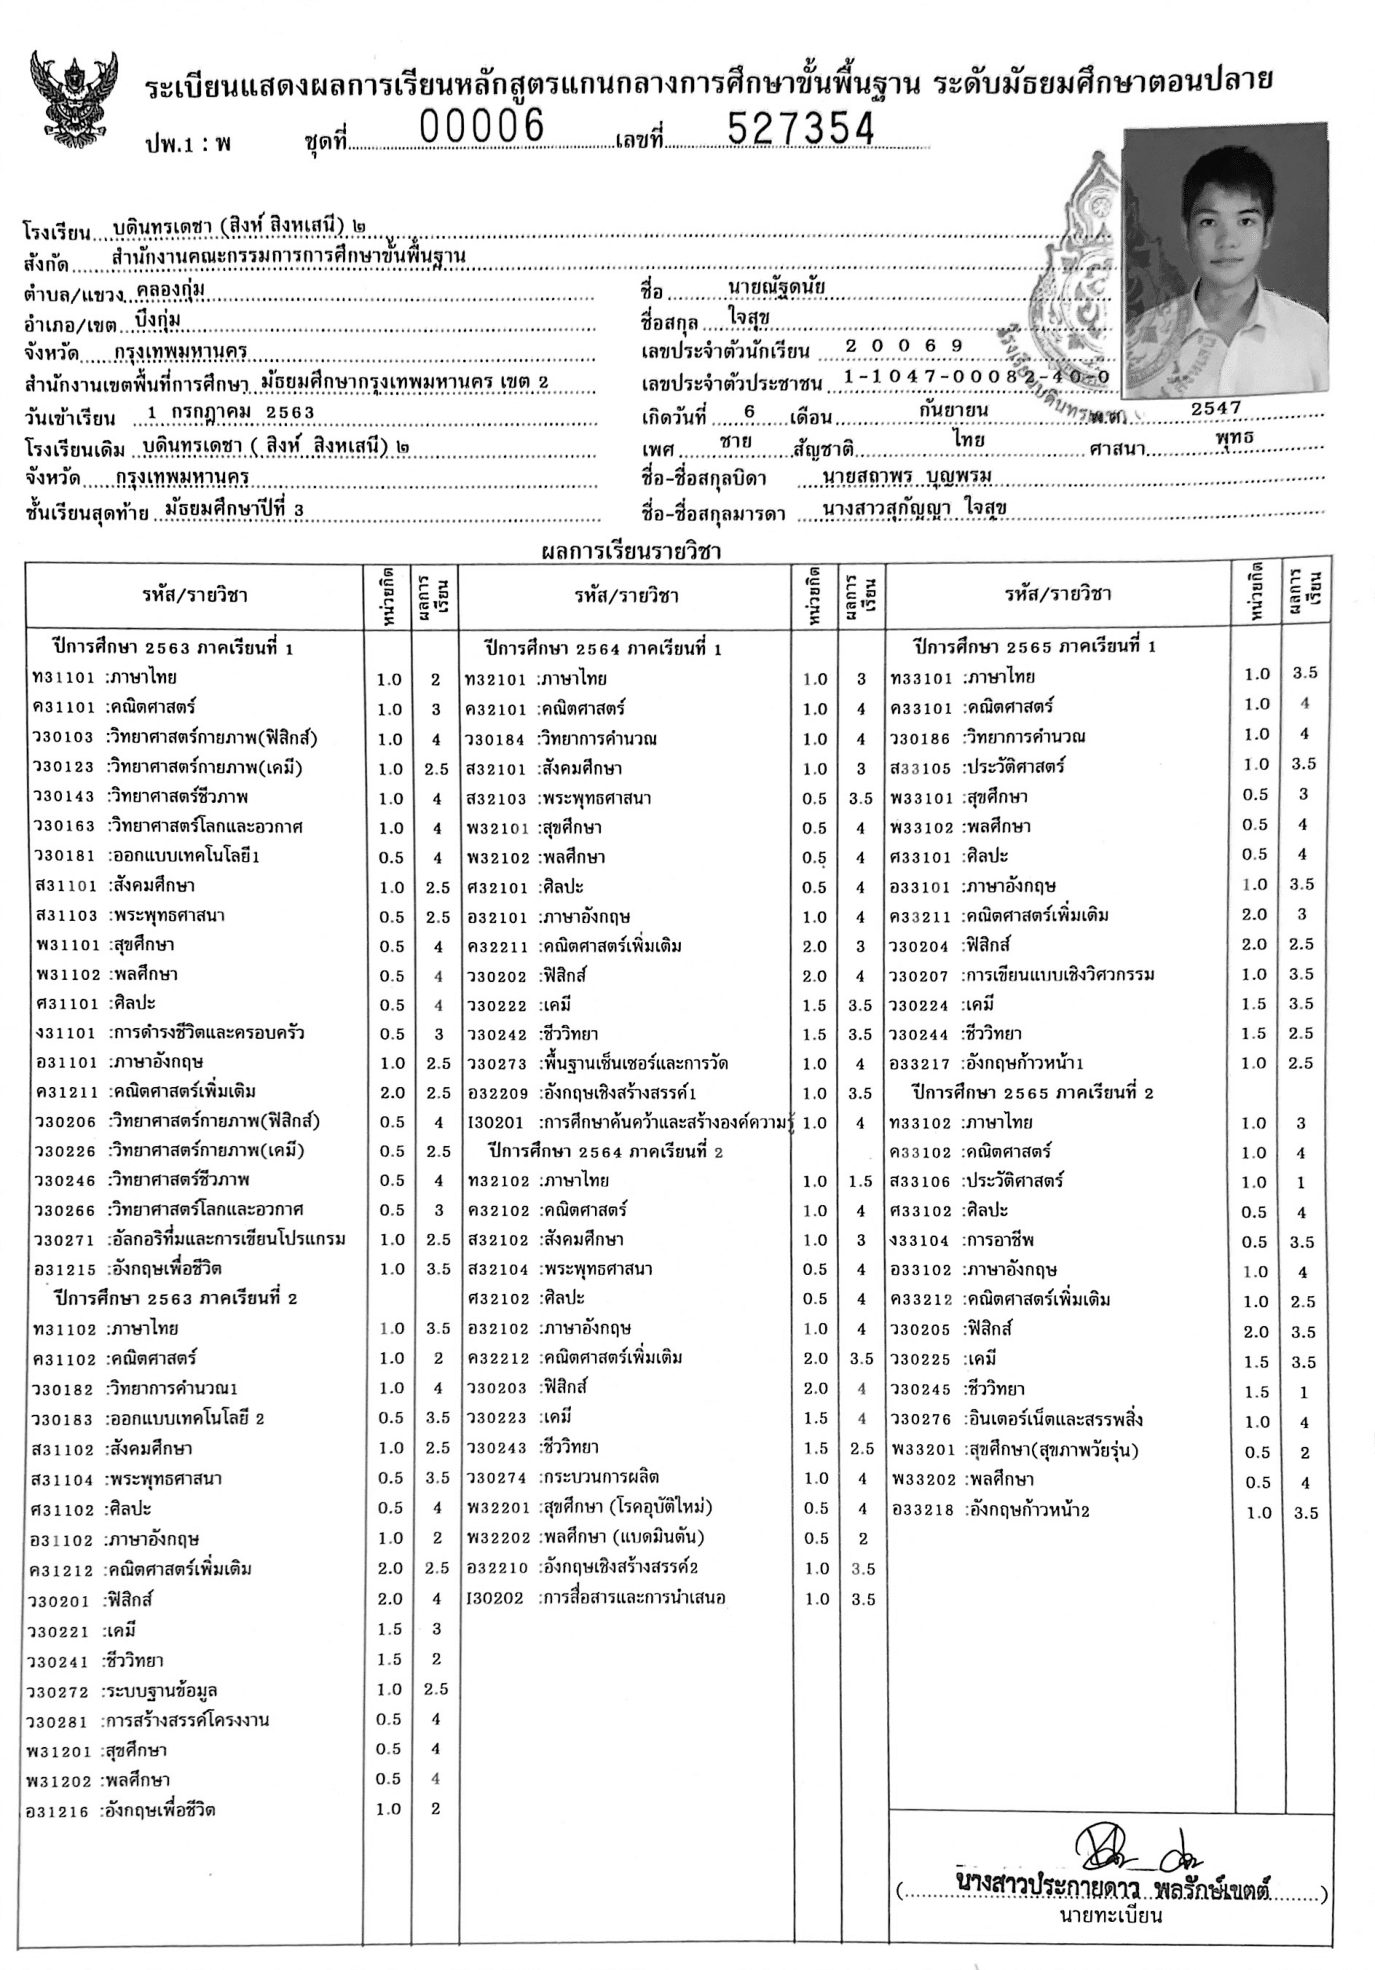 ระเบียนแสดงผลการเรียนหลักสูตรแกนกลางการศึกษาขั้นพื้นฐาน ระดับมัธยมศึกษาตอนปลาย
ปพ.1 : พ ชุดที่ 00006 เลขที่ 527354
โรงเรียน บดินทรเดชา (สิงห์ สิงหเสนี) ๒
สังกัด สำนักงานคณะกรรมการการศึกษาขั้นพื้นฐาน
ตำบล/แขวง คลองกุ่ม
อำเภอ/เขต บึงกุ่ม
จังหวัด กรุงเทพมหานคร
สำนักงานเขตพื้นที่การศึกษา มัธยมศึกษากรุงเทพมหานคร เขต 2
วันเข้าเรียน 1 กรกฎาคม 2563
โรงเรียนเดิม บดินทรเดชา ( สิงห์ สิงหเสนี) ๒
จังหวัด กรุงเทพมหานคร
ชั้นเรียนสุดท้าย มัธยมศึกษาปีที่ 3
ชื่อ นายณัฐดนัย
ชื่อสกุล ใจสุข
เลขประจำตัวนักเรียน 2 0 0 6 9
เลขประจำตัวประชาชน 1-1047-00082-40-0
เกิดวันที่ 6 เดือน กันยายน พ.ศ. 2547
เพศ ชาย สัญชาติ ไทย ศาสนา พุทธ
ชื่อ-ชื่อสกุลบิดา นายสถาพร บุญพรม
ชื่อ-ชื่อสกุลมารดา นางสาวสุกัญญา ใจสุข
ผลการเรียนรายวิชา
รหัส/รายวิชา หน่วยกิต ผลการเรียน
ปีการศึกษา 2563 ภาคเรียนที่ 1
ท31101 :ภาษาไทย 1.0 2
ค31101 :คณิตศาสตร์ 1.0 3
ว30103 :วิทยาศาสตร์กายภาพ(ฟิสิกส์) 1.0 4
ว30123 :วิทยาศาสตร์กายภาพ(เคมี) 1.0 2.5
ว30143 :วิทยาศาสตร์ชีวภาพ 1.0 4
ว30163 :วิทยาศาสตร์โลกและอวกาศ 1.0 4
ว30181 :ออกแบบเทคโนโลยี1 0.5 4
ส31101 :สังคมศึกษา 1.0 2.5
ส31103 :พระพุทธศาสนา 0.5 2.5
พ31101 :สุขศึกษา 0.5 4
พ31102 :พลศึกษา 0.5 4
ศ31101 :ศิลปะ 0.5 4
ง31101 :การดำรงชีวิตและครอบครัว 0.5 3
อ31101 :ภาษาอังกฤษ 1.0 2.5
ค31211 :คณิตศาสตร์เพิ่มเติม 2.0 2.5
ว30206 :วิทยาศาสตร์กายภาพ(ฟิสิกส์) 0.5 4
ว30226 :วิทยาศาสตร์กายภาพ(เคมี) 0.5 2.5
ว30246 :วิทยาศาสตร์ชีวภาพ 0.5 4
ว30266 :วิทยาศาสตร์โลกและอวกาศ 0.5 3
ว30271 :อัลกอริทึ่มและการเขียนโปรแกรม 1.0 2.5
อ31215 :อังกฤษเพื่อชีวิต 1.0 3.5
ปีการศึกษา 2563 ภาคเรียนที่ 2
ท31102 :ภาษาไทย 1.0 3.5
ค31102 :คณิตศาสตร์ 1.0 2
ว30182 :วิทยาการคำนวณ1 1.0 4
ว30183 :ออกแบบเทคโนโลยี 2 0.5 3.5
ส31102 :สังคมศึกษา 1.0 2.5
ส31104 :พระพุทธศาสนา 0.5 3.5
ศ31102 :ศิลปะ 0.5 4
อ31102 :ภาษาอังกฤษ 1.0 2
ค31212 :คณิตศาสตร์เพิ่มเติม 2.0 2.5
ว30201 :ฟิสิกส์ 2.0 4
ว30221 :เคมี 1.5 3
ว30241 :ชีววิทยา 1.5 2
ว30272 :ระบบฐานข้อมูล 1.0 2.5
ว30281 :การสร้างสรรค์โครงงาน 0.5 4
พ31201 :สุขศึกษา 0.5 4
พ31202 :พลศึกษา 0.5 4
อ31216 :อังกฤษเพื่อชีวิต 1.0 2
รหัส/รายวิชา หน่วยกิต ผลการเรียน
ปีการศึกษา 2564 ภาคเรียนที่ 1
ท32101 :ภาษาไทย 1.0 3
ค32101 :คณิตศาสตร์ 1.0 4
ว30184 :วิทยาการคำนวณ 1.0 4
ส32101 :สังคมศึกษา 1.0 3
ส32103 :พระพุทธศาสนา 0.5 3.5
พ32101 :สุขศึกษา 0.5 4
พ32102 :พลศึกษา 0.5 4
ศ32101 :ศิลปะ 0.5 4
อ32101 :ภาษาอังกฤษ 1.0 4
ค32211 :คณิตศาสตร์เพิ่มเติม 2.0 3
ว30202 :ฟิสิกส์ 2.0 4
ว30222 :เคมี 1.5 3.5
ว30242 :ชีววิทยา 1.5 3.5
ว30273 :พื้นฐานเซ็นเซอร์และการวัด 1.0 4
อ32209 :อังกฤษเชิงสร้างสรรค์1 1.0 3.5
I30201 :การศึกษาค้นคว้าและสร้างองค์ความรู้ 1.0 4
ปีการศึกษา 2564 ภาคเรียนที่ 2
ท32102 :ภาษาไทย 1.0 1.5
ค32102 :คณิตศาสตร์ 1.0 4
ส32102 :สังคมศึกษา 1.0 3
ส32104 :พระพุทธศาสนา 0.5 4
ศ32102 :ศิลปะ 0.5 4
อ32102 :ภาษาอังกฤษ 1.0 4
ค32212 :คณิตศาสตร์เพิ่มเติม 2.0 3.5
ว30203 :ฟิสิกส์ 2.0 4
ว30223 :เคมี 1.5 4
ว30243 :ชีววิทยา 1.5 2.5
ว30274 :กระบวนการผลิต 1.0 4
พ32201 :สุขศึกษา (โรคอุบัติใหม่) 0.5 4
พ32202 :พลศึกษา (แบดมินตัน) 0.5 2
อ32210 :อังกฤษเชิงสร้างสรรค์2 1.0 3.5
I30202 :การสื่อสารและการนำเสนอ 1.0 3.5
รหัส/รายวิชา หน่วยกิต ผลการเรียน
ปีการศึกษา 2565 ภาคเรียนที่ 1
ท33101 :ภาษาไทย 1.0 3.5
ค33101 :คณิตศาสตร์ 1.0 4
ว30186 :วิทยาการคำนวณ 1.0 4
ส33105 :ประวัติศาสตร์ 1.0 3.5
พ33101 :สุขศึกษา 0.5 3
พ33102 :พลศึกษา 0.5 4
ศ33101 :ศิลปะ 0.5 4
อ33101 :ภาษาอังกฤษ 1.0 3.5
ค33211 :คณิตศาสตร์เพิ่มเติม 2.0 3
ว30204 :ฟิสิกส์ 2.0 2.5
ว30207 :การเขียนแบบเชิงวิศวกรรม 1.0 3.5
ว30224 :เคมี 1.5 3.5
ว30244 :ชีววิทยา 1.5 2.5
อ33217 :อังกฤษก้าวหน้า1 1.0 2.5
ปีการศึกษา 2565 ภาคเรียนที่ 2
ท33102 :ภาษาไทย 1.0 3
ค33102 :คณิตศาสตร์ 1.0 4
ส33106 :ประวัติศาสตร์ 1.0 1
ศ33102 :ศิลปะ 0.5 4
ง33104 :การอาชีพ 0.5 3.5
อ33102 :ภาษาอังกฤษ 1.0 4
ค33212 :คณิตศาสตร์เพิ่มเติม 1.0 2.5
ว30205 :ฟิสิกส์ 2.0 3.5
ว30225 :เคมี 1.5 3.5
ว30245 :ชีววิทยา 1.5 1
ว30276 :อินเตอร์เน็ตและสรรพสิ่ง 1.0 4
พ33201 :สุขศึกษา(สุขภาพวัยรุ่น) 0.5 2
พ33202 :พลศึกษา 0.5 4
อ33218 :อังกฤษก้าวหน้า2 1.0 3.5
(นางสาวประกายดาว พลรักษ์เขตต์)
นายทะเบียน